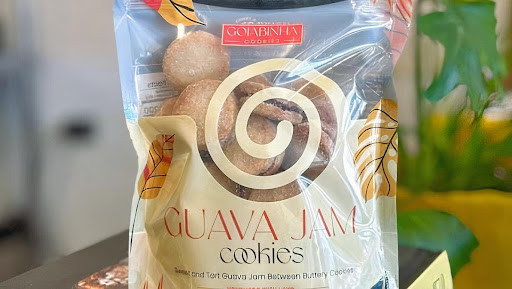 GOIABINHA
COOKIES
GUAVA JAM
cookies
Sweet and Tart Guava Jam Between Buttery Cookies